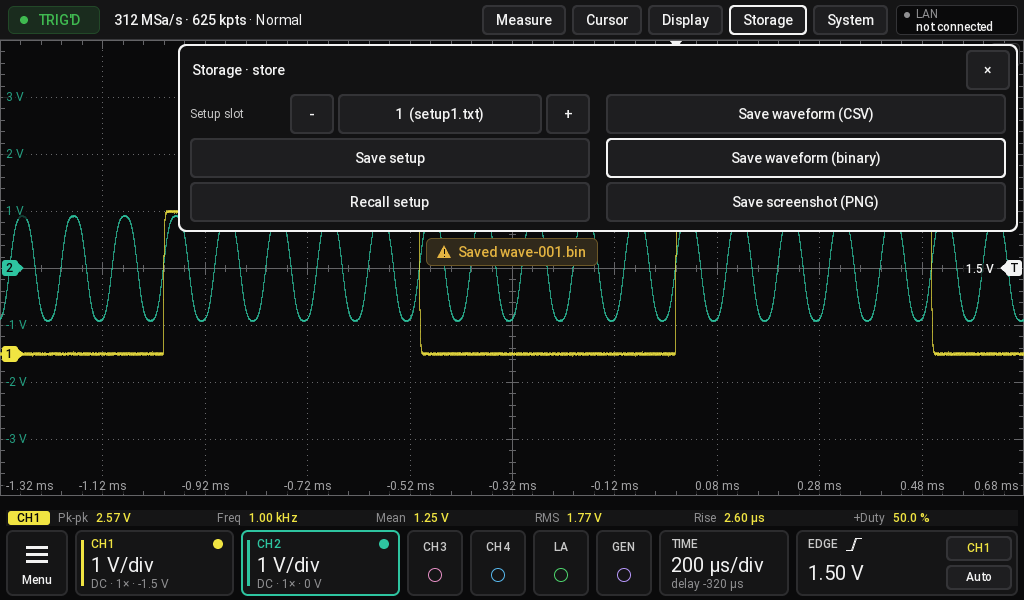 TRIG'D 312 MSa/s · 625 kpts · Normal Measure Cursor Display Storage System LAN not connected
Storage · store ×
Setup slot - 1 (setup1.txt) + Save waveform (CSV)
Save setup Save waveform (binary)
Recall setup Save screenshot (PNG)
3 V
2 V
1 V
Saved wave-001.bin
2 1.5 V T
-1 V
1
-2 V
-3 V
-1.32 ms -1.12 ms -0.92 ms -0.72 ms -0.52 ms -0.32 ms -0.12 ms 0.08 ms 0.28 ms 0.48 ms 0.68 ms
CH1 Pk-pk 2.57 V Freq 1.00 kHz Mean 1.25 V RMS 1.77 V Rise 2.60 µs +Duty 50.0 %
Menu
CH1
1 V/div
DC · 1× · -1.5 V
CH2
1 V/div
DC · 1× · 0 V
CH3
CH4
LA
GEN
TIME
200 µs/div
delay -320 µs
EDGE
1.50 V
CH1
Auto